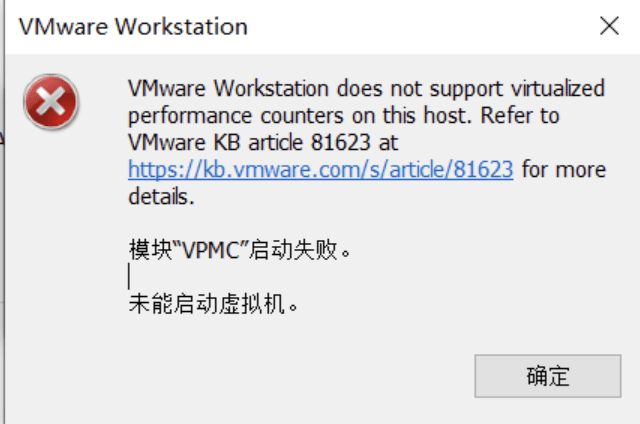 VMware Workstation
VMware Workstation does not support virtualized
performance counters on this host. Refer to
VMware KB article 81623 at
https://kb.vmware.com/s/article/81623 for more
details.
模块“VPMC”启动失败。
未能启动虚拟机。
确定